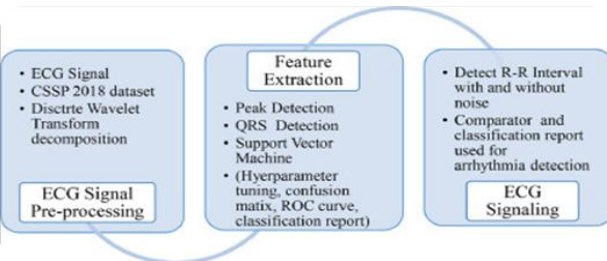 • ECG Signal
• CSSP 2018 dataset
• Disctrte Wavelet
Transform
decomposition
ECG Signal
Pre-processing
Feature
Extraction
• Peak Detection
• QRS Detection
• Support Vector
Machine
• (Hyerparameter
tuning, confusion
matix, ROC curve,
classification report)
• Detect R-R Interval
with and without
noise
• Comparator and
classification report
used for
arrhythmia detection
ECG
Signaling